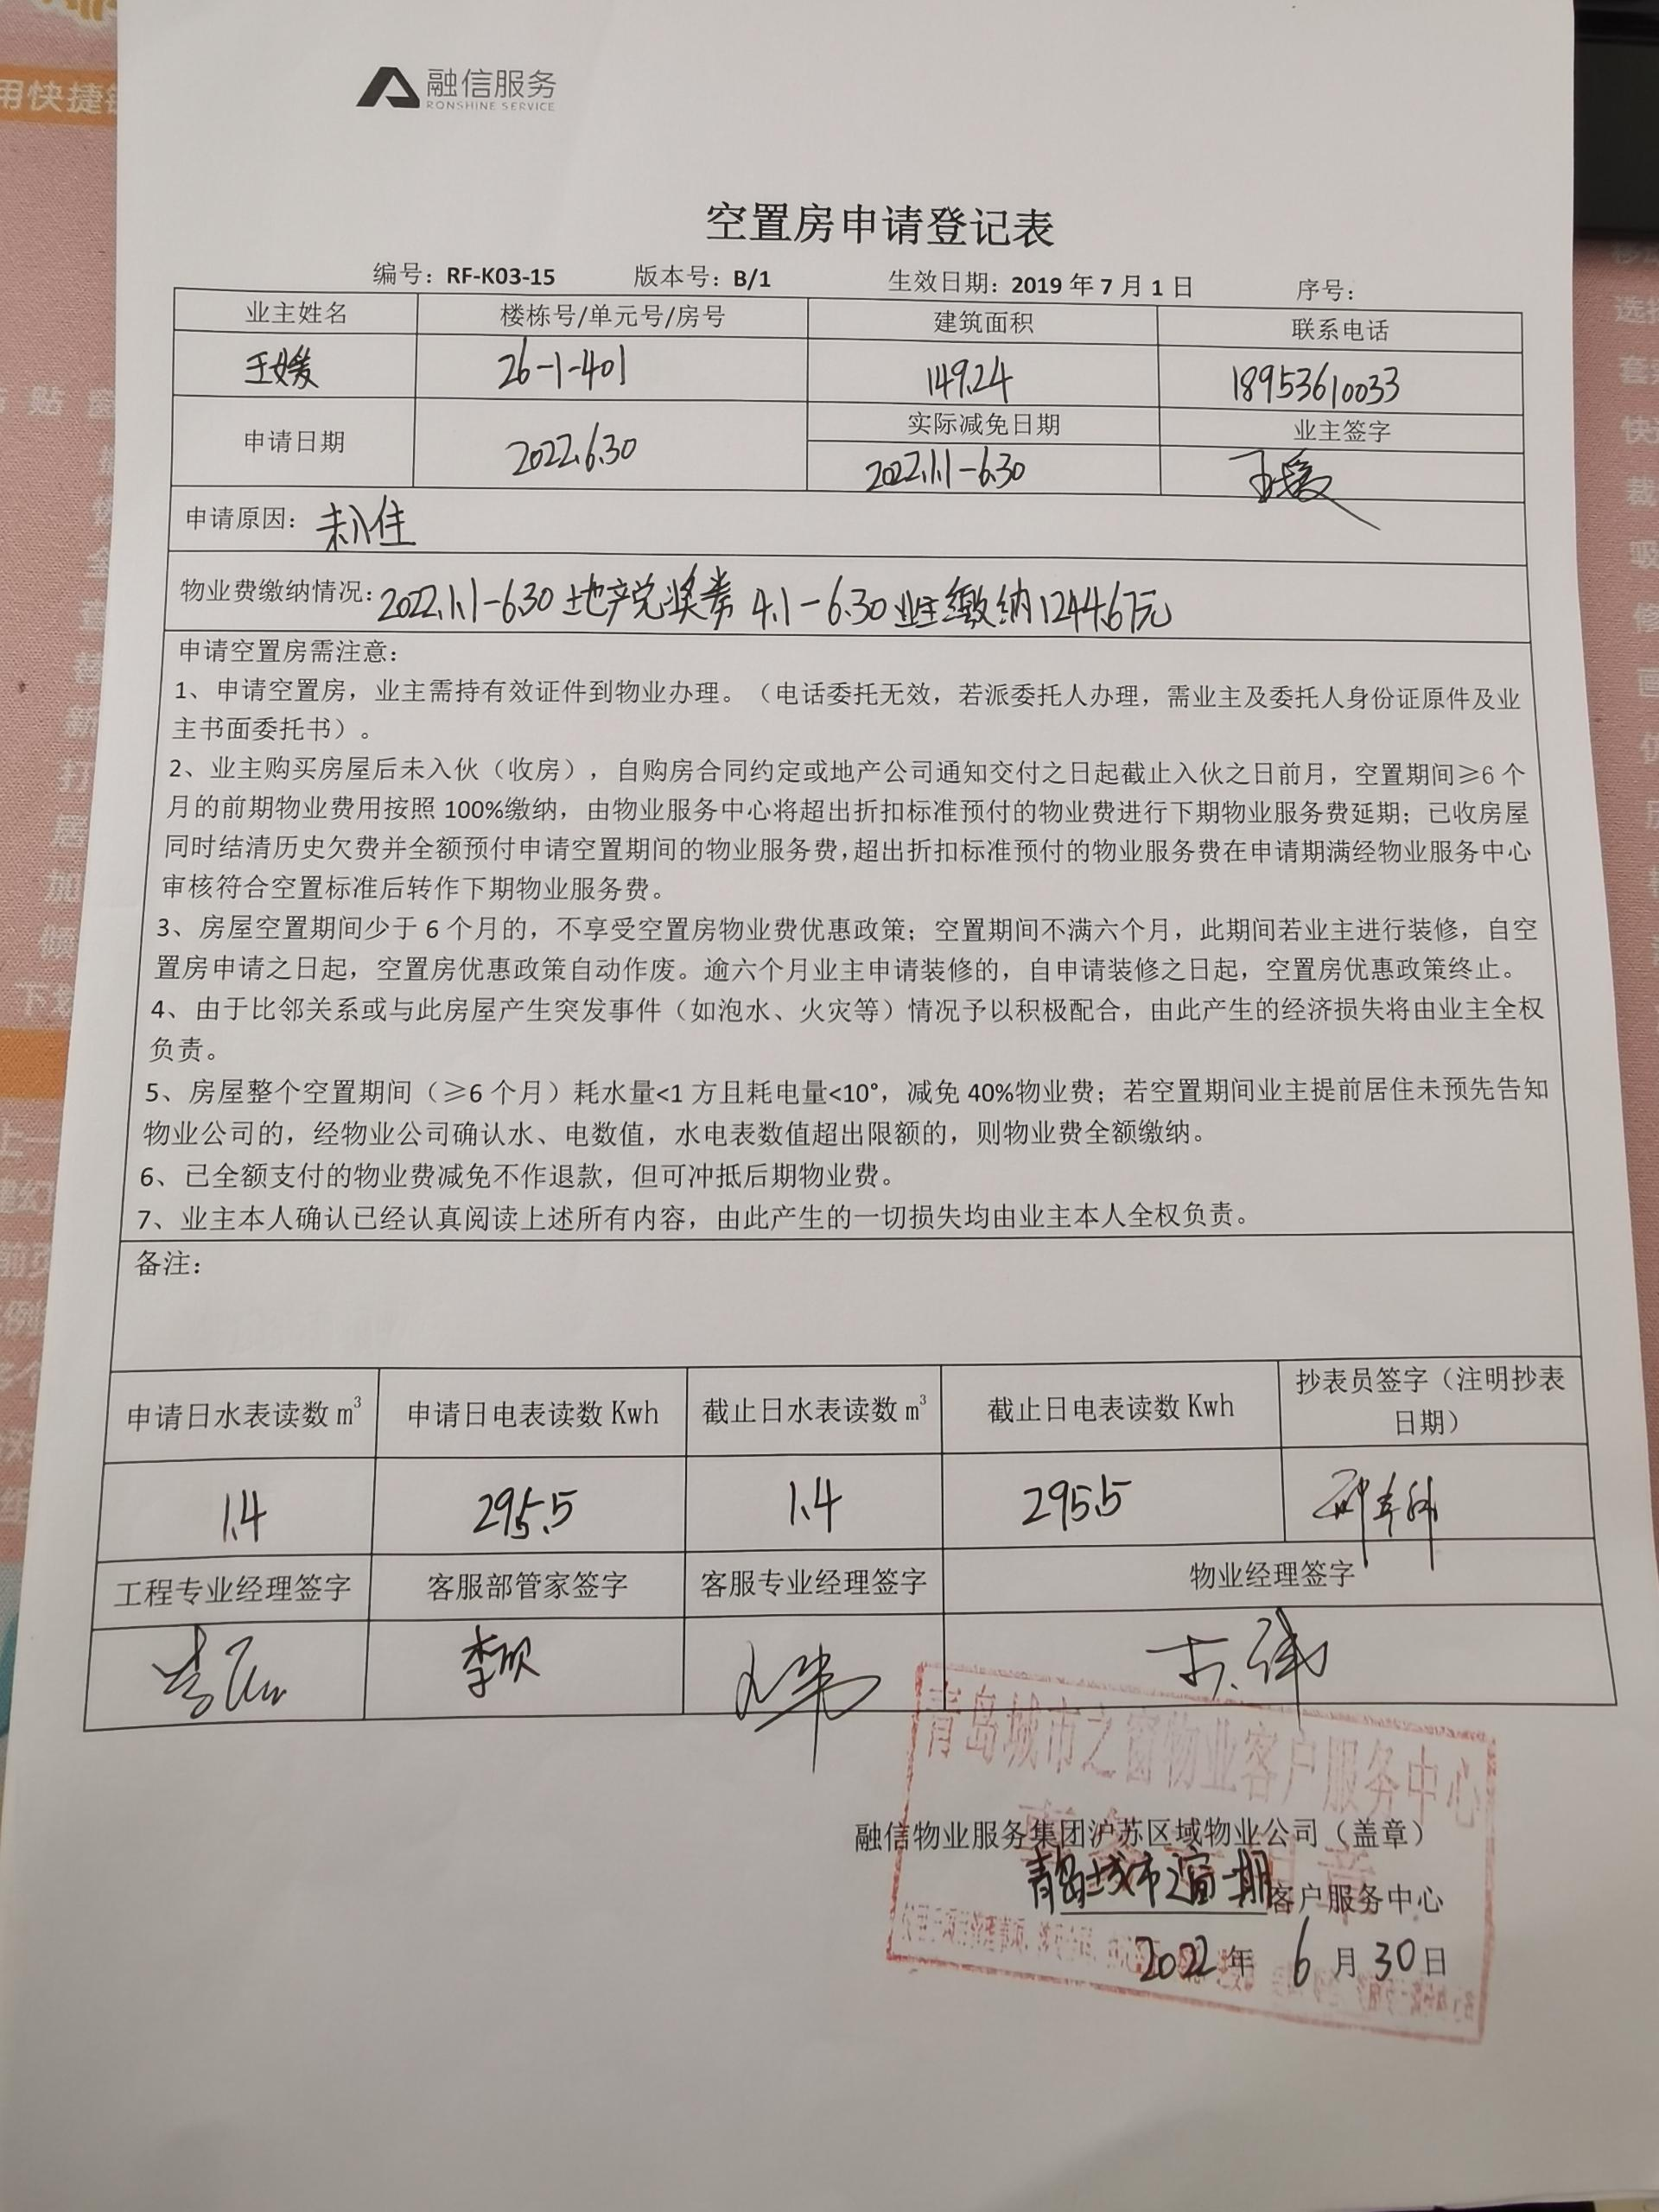 融信服务
RONSHINE SERVICE
空置房申请登记表
编号：RF-K03-15 版本号：B/1 生效日期：2019年7月1日 序号：
业主姓名 楼栋号/单元号/房号 建筑面积 联系电话
王媛 26-1-401 149.24 18953610033
申请日期 2022.6.30 实际减免日期 业主签字
2022.1.1-6.30 王媛
申请原因：未入住
物业费缴纳情况：2022.1.1-6.30地产兑奖券 4.1-6.30业主缴纳1244.67元
申请空置房需注意：
1、申请空置房，业主需持有效证件到物业办理。（电话委托无效，若派委托人办理，需业主及委托人身份证原件及业
主书面委托书）。
2、业主购买房屋后未入伙（收房），自购房合同约定或地产公司通知交付之日起截止入伙之日前月，空置期间≥6个
月的前期物业费用按照100%缴纳，由物业服务中心将超出折扣标准预付的物业费进行下期物业服务费延期；已收房屋
同时结清历史欠费并全额预付申请空置期间的物业服务费，超出折扣标准预付的物业服务费在申请期满经物业服务中心
审核符合空置标准后转作下期物业服务费。
3、房屋空置期间少于6个月的，不享受空置房物业费优惠政策；空置期间不满六个月，此期间若业主进行装修，自空
置房申请之日起，空置房优惠政策自动作废。逾六个月业主申请装修的，自申请装修之日起，空置房优惠政策终止。
4、由于比邻关系或与此房屋产生突发事件（如泡水、火灾等）情况予以积极配合，由此产生的经济损失将由业主全权
负责。
5、房屋整个空置期间（≥6个月）耗水量<1方且耗电量<10°，减免40%物业费；若空置期间业主提前居住未预先告知
物业公司的，经物业公司确认水、电数值，水电表数值超出限额的，则物业费全额缴纳。
6、已全额支付的物业费减免不作退款，但可冲抵后期物业费。
7、业主本人确认已经认真阅读上述所有内容，由此产生的一切损失均由业主本人全权负责。
备注：
申请日水表读数m³ 申请日电表读数Kwh 截止日水表读数m³ 截止日电表读数Kwh 抄表员签字（注明抄表
日期）
1.4 295.5 1.4 295.5
工程专业经理签字 客服部管家签字 客服专业经理签字 物业经理签字
青岛城市之窗物业客户服务中心
融信物业服务集团沪苏区域物业公司（盖章）
青岛城市之窗一期客户服务中心
2022年 6月30日